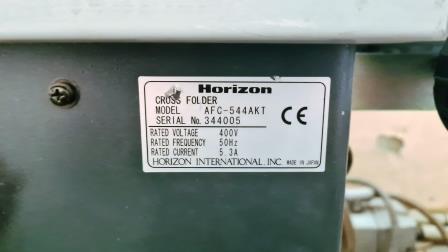 Horizon
CROSS FOLDER
MODEL AFC-544AKT
SERIAL No. 344005
CE
RATED VOLTAGE 400V
RATED FREQUENCY 50Hz
RATED CURRENT 5.3A
HORIZON INTERNATIONAL INC. MADE IN JAPAN